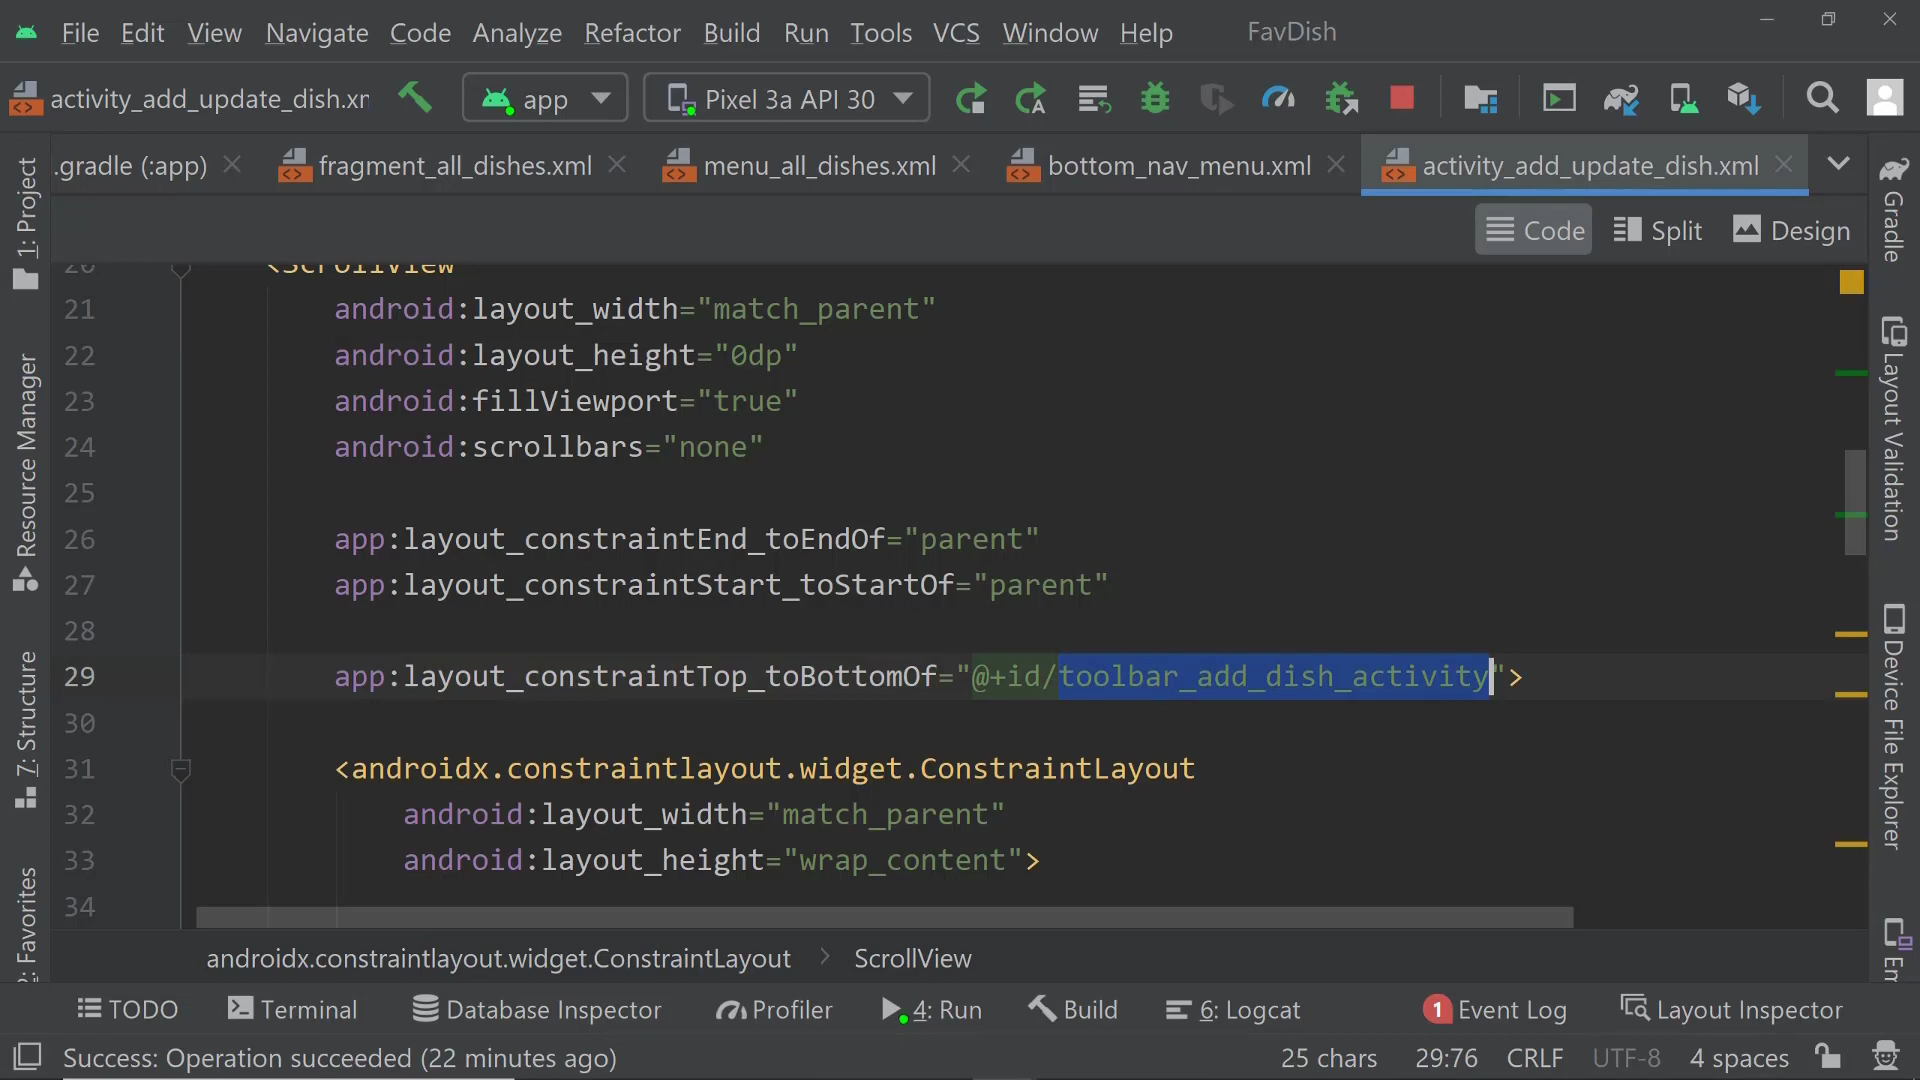 File Edit View Navigate Code Analyze Refactor Build Run Tools VCS Window Help FavDish
activity_add_update_dish.xr app Pixel 3a API 30
.gradle (:app) fragment_all_dishes.xml menu_all_dishes.xml bottom_nav_menu.xml activity_add_update_dish.xml
Code Split Design
20 <ScrollView
21 android:layout_width="match_parent"
22 android:layout_height="0dp"
23 android:fillViewport="true"
24 android:scrollbars="none"
25
26 app:layout_constraintEnd_toEndOf="parent"
27 app:layout_constraintStart_toStartOf="parent"
28
29 app:layout_constraintTop_toBottomOf="@+id/toolbar_add_dish_activity">
30
31 <androidx.constraintlayout.widget.ConstraintLayout
32 android:layout_width="match_parent"
33 android:layout_height="wrap_content">
34
1: Project
Resource Manager
7: Structure
2: Favorites
Gradle
Layout Validation
Device File Explorer
Em
androidx.constraintlayout.widget.ConstraintLayout ScrollView
TODO Terminal Database Inspector Profiler 4: Run Build 6: Logcat 1 Event Log Layout Inspector
Success: Operation succeeded (22 minutes ago) 25 chars 29:76 CRLF UTF-8 4 spaces